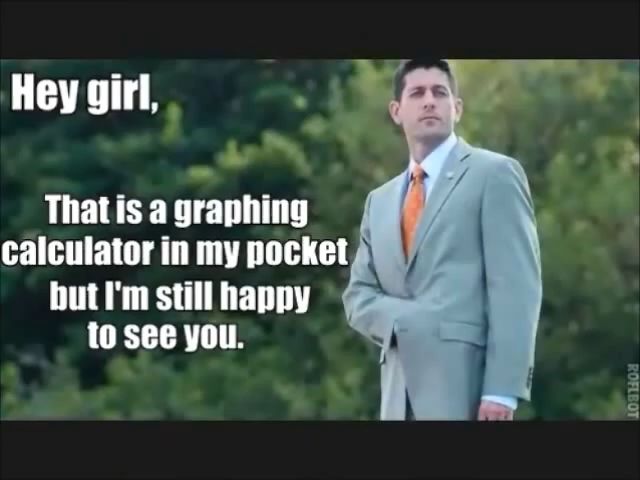 Hey girl,
That is a graphing
calculator in my pocket
but I'm still happy
to see you.
ROFLBOT